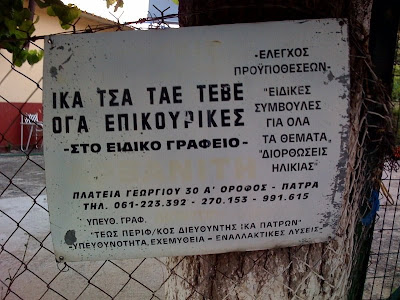 -ΕΛΕΓΧΟΣ
ΠΡΟΫΠΟΘΕΣΕΩΝ-
ΙΚΑ ΤΣΑ ΤΑΕ ΤΕΒΕ
ΟΓΑ ΕΠΙΚΟΥΡΙΚΕΣ
-ΣΤΟ ΕΙΔΙΚΟ ΓΡΑΦΕΙΟ-
"ΕΙΔΙΚΕΣ
ΣΥΜΒΟΥΛΕΣ
ΓΙΑ ΟΛΑ
ΤΑ ΘΕΜΑΤΑ"
"ΔΙΟΡΘΩΣΕΙΣ
ΗΛΙΚΙΑΣ"
ΠΛΑΤΕΙΑ ΓΕΩΡΓΙΟΥ 30 Α' ΟΡΟΦΟΣ - ΠΑΤΡΑ
ΤΗΛ. 061-223.392 - 270.153 - 991.615
ΥΠΕΥΘ. ΓΡΑΦ.
"ΤΕΩΣ ΠΕΡΙΦ/ΚΟΣ ΔΙΕΥΘΥΝΤΗΣ ΙΚΑ ΠΑΤΡΩΝ"
-ΥΠΕΥΘΥΝΟΤΗΤΑ, ΕΧΕΜΥΘΕΙΑ - ΕΝΑΛΛΑΚΤΙΚΕΣ ΛΥΣΕΙΣ-